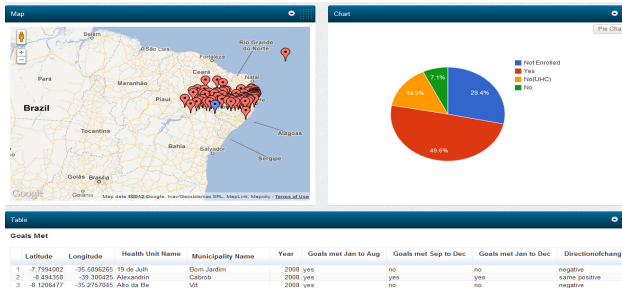 Map
Chart
Pie Cha
Belém
São Luís
Fortaleza
Rio Grande
do Norte
Ceará
Natal
Pará
Maranhão
Piauí
Brazil
Tocantins
Alagoas
Bahia
Salvador
Sergipe
Goiás
Brasília
Goiânia
Google
Map data ©2012 Google, Inav/Geosistemas SRL, MapLink, Mapcity - Terms of Use
Not Enrolled
Yes
No(UHC)
No
7.1%
14.9%
28.4%
49.6%
Table
Goals Met
Latitude Longitude Health Unit Name Municipality Name Year Goals met Jan to Aug Goals met Sep to Dec Goals met Jan to Dec Directionofchang
1 -7.7994002 -35.5896265 19 de Julh Bom Jardim 2008 yes no no negative
2 -8.494358 -39.300425 Alexandrin Cabrob 2008 yes yes yes same positive
3 -8.1206477 -35.2757045 Alto da Be Vit 2008 yes no no negative